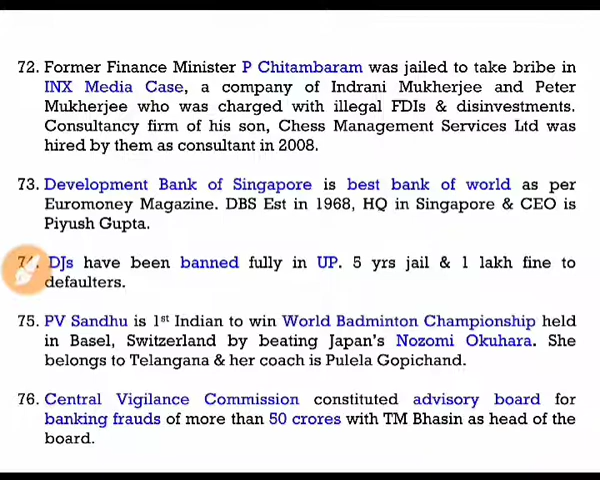 72. Former Finance Minister P Chitambaram was jailed to take bribe in
INX Media Case, a company of Indrani Mukherjee and Peter
Mukherjee who was charged with illegal FDIs & disinvestments.
Consultancy firm of his son, Chess Management Services Ltd was
hired by them as consultant in 2008.
73. Development Bank of Singapore is best bank of world as per
Euromoney Magazine. DBS Est in 1968, HQ in Singapore & CEO is
Piyush Gupta.
74. DJs have been banned fully in UP. 5 yrs jail & 1 lakh fine to
defaulters.
75. PV Sandhu is 1st Indian to win World Badminton Championship held
in Basel, Switzerland by beating Japan's Nozomi Okuhara. She
belongs to Telangana & her coach is Pulela Gopichand.
76. Central Vigilance Commission constituted advisory board for
banking frauds of more than 50 crores with TM Bhasin as head of the
board.